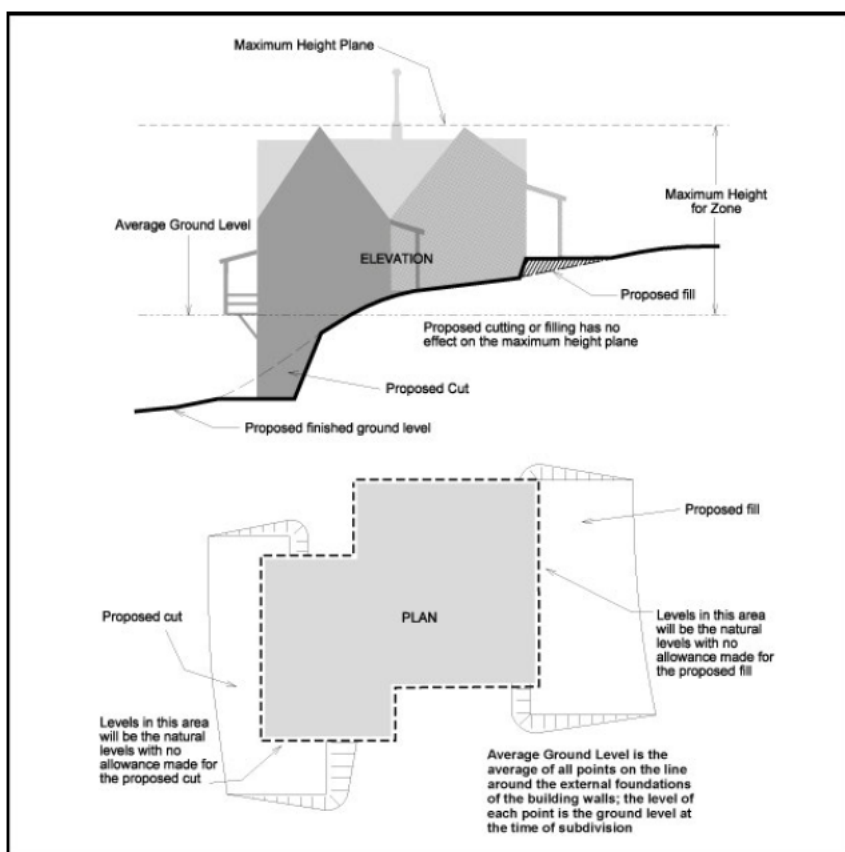 Maximum Height Plane
Maximum Height
for Zone
Average Ground Level
ELEVATION
Proposed fill
Proposed cutting or filling has no
effect on the maximum height plane
Proposed Cut
Proposed finished ground level
Proposed fill
PLAN
Proposed cut
Levels in this area
will be the natural
levels with no
allowance made for
the proposed fill
Levels in this area
will be the natural
levels with no
allowance made for
the proposed cut
Average Ground Level is the
average of all points on the line
around the external foundations
of the building walls; the level of
each point is the ground level at
the time of subdivision